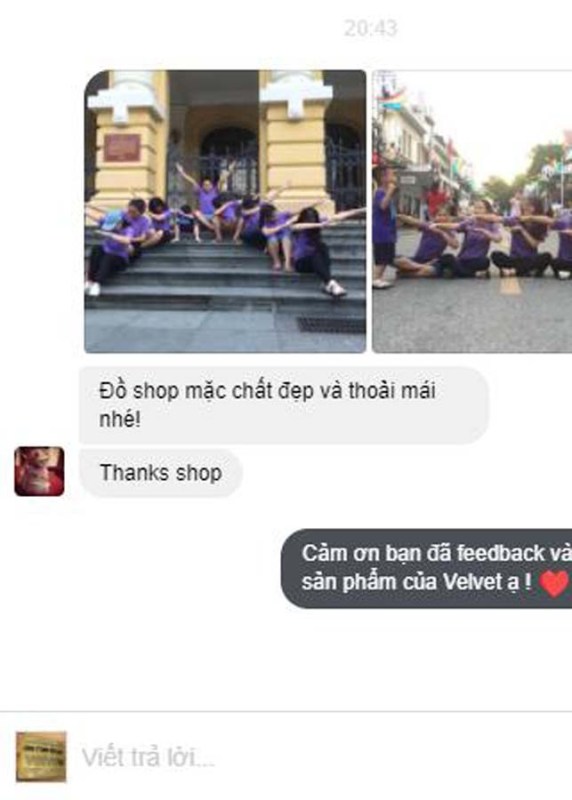 20:43
Đồ shop mặc chất đẹp và thoải mái
nhé!
Thanks shop
Cảm ơn bạn đã feedback và
sản phẩm của Velvet ạ ! ❤
Viết trả lời...